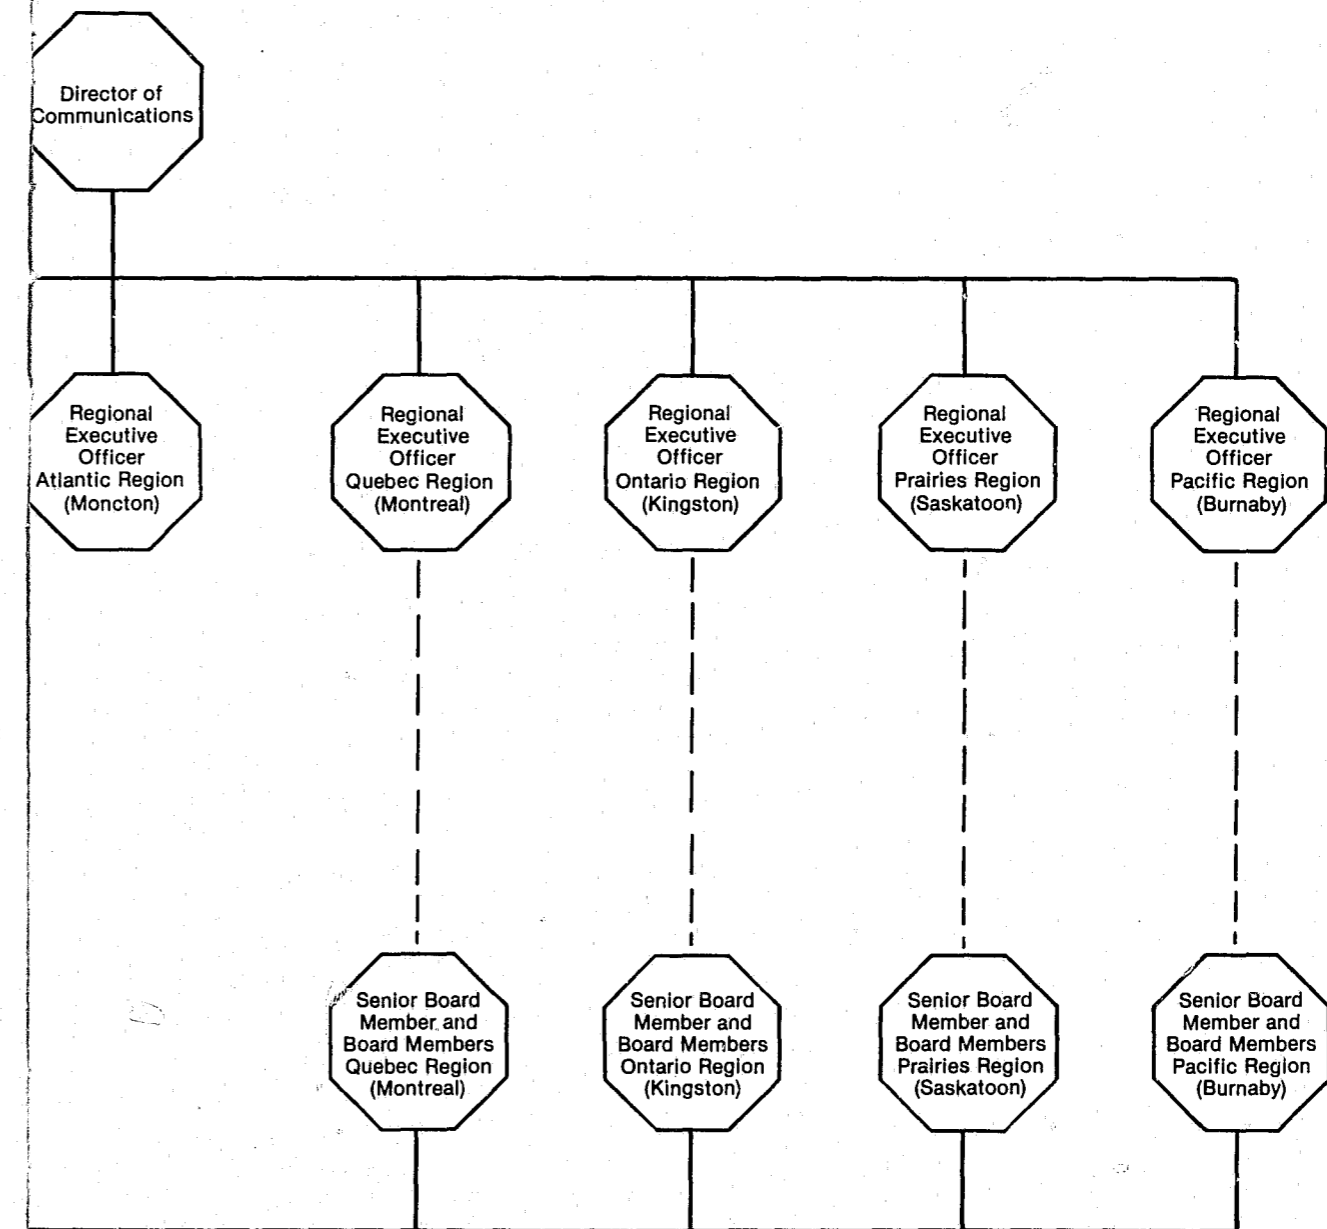 Director of
Communications
Regional
Executive
Officer
Atlantic Region
(Moncton)
Regional
Executive
Officer
Quebec Region
(Montreal)
Regional
Executive
Officer
Ontario Region
(Kingston)
Regional
Executive
Officer
Prairies Region
(Saskatoon)
Regional
Executive
Officer
Pacific Region
(Burnaby)
Senior Board
Member and
Board Members
Quebec Region
(Montreal)
Senior Board
Member and
Board Members
Ontario Region
(Kingston)
Senior Board
Member and
Board Members
Prairies Region
(Saskatoon)
Senior Board
Member and
Board Members
Pacific Region
(Burnaby)